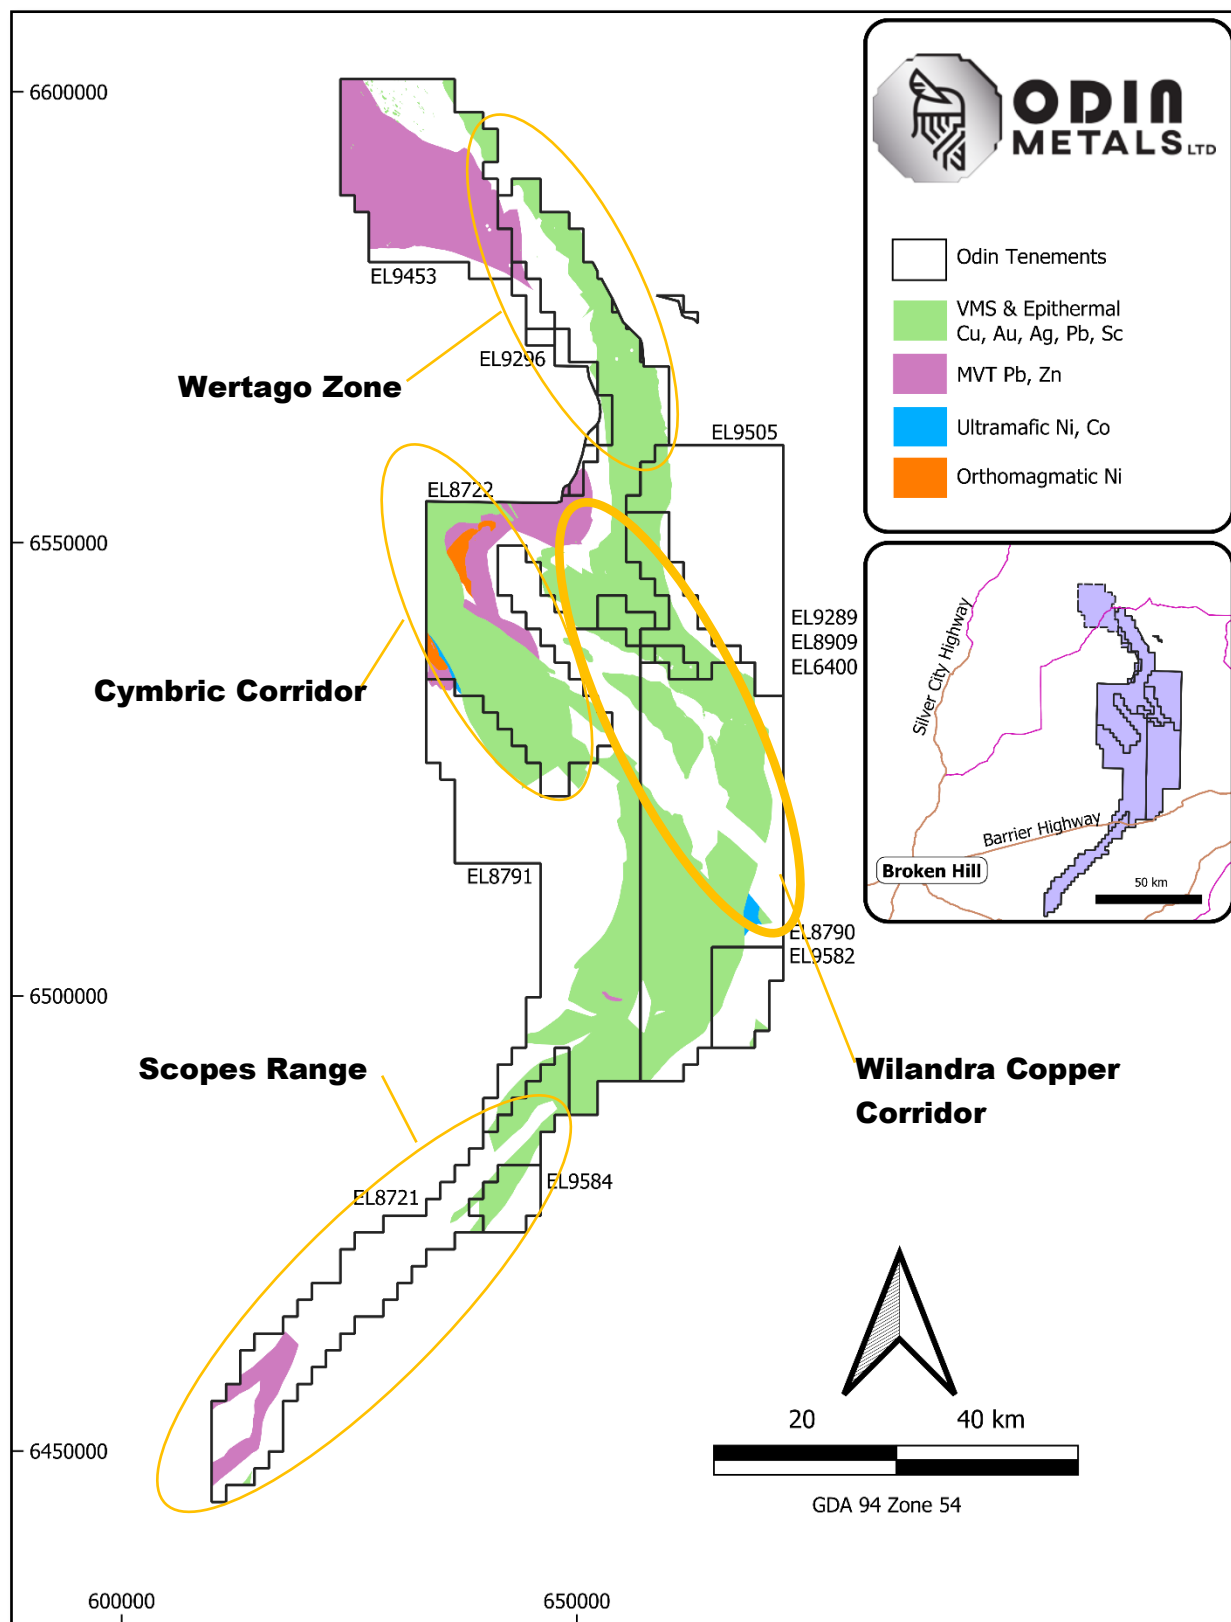 6600000
6550000
6500000
6450000
600000
650000
EL9453
EL9296
Wertago Zone
EL9505
EL8722
EL9289
EL8909
EL6400
Cymbric Corridor
EL8791
EL8790
EL9582
Scopes Range
Wilandra Copper
Corridor
EL8721
EL9584
20 40 km
GDA 94 Zone 54
ODIN
METALS LTD
Odin Tenements
VMS & Epithermal
Cu, Au, Ag, Pb, Sc
MVT Pb, Zn
Ultramafic Ni, Co
Orthomagmatic Ni
Silver City Highway
Barrier Highway
Broken Hill
50 km